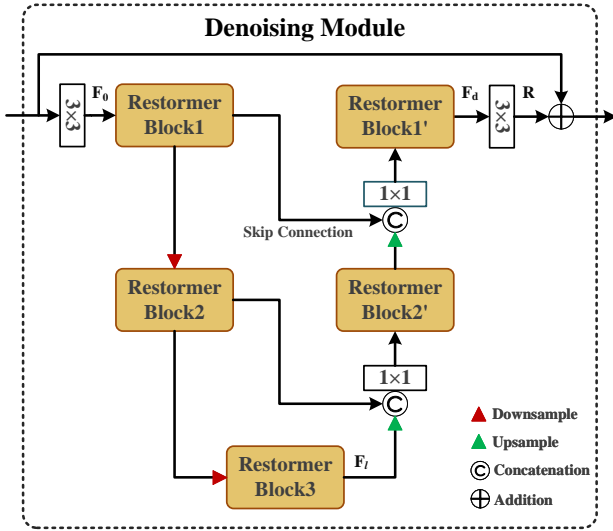 Denoising Module
3×3
F0
Restormer
Block1
Restormer
Block1'
Fd
3×3
R
1×1
C
Skip Connection
Restormer
Block2
Restormer
Block2'
1×1
C
Restormer
Block3
Fl
Downsample
Upsample
C Concatenation
Addition